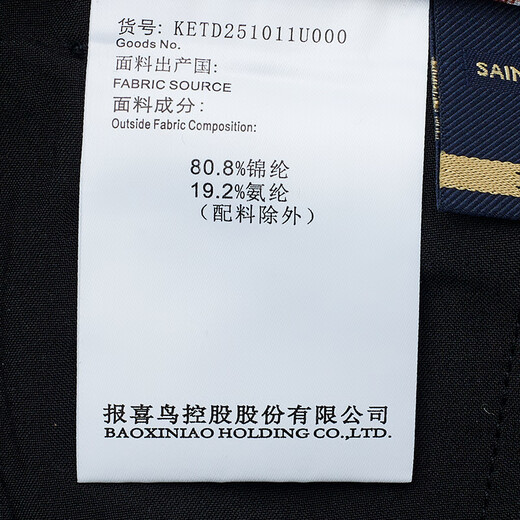 货号: KETD251011U000
Goods No.
面料出产国:
FABRIC SOURCE
面料成分:
Outside Fabric Composition:
80.8%锦纶
19.2%氨纶
（配料除外）
报喜鸟控股股份有限公司
BAOXINIAO HOLDING CO.,LTD.
SAIN